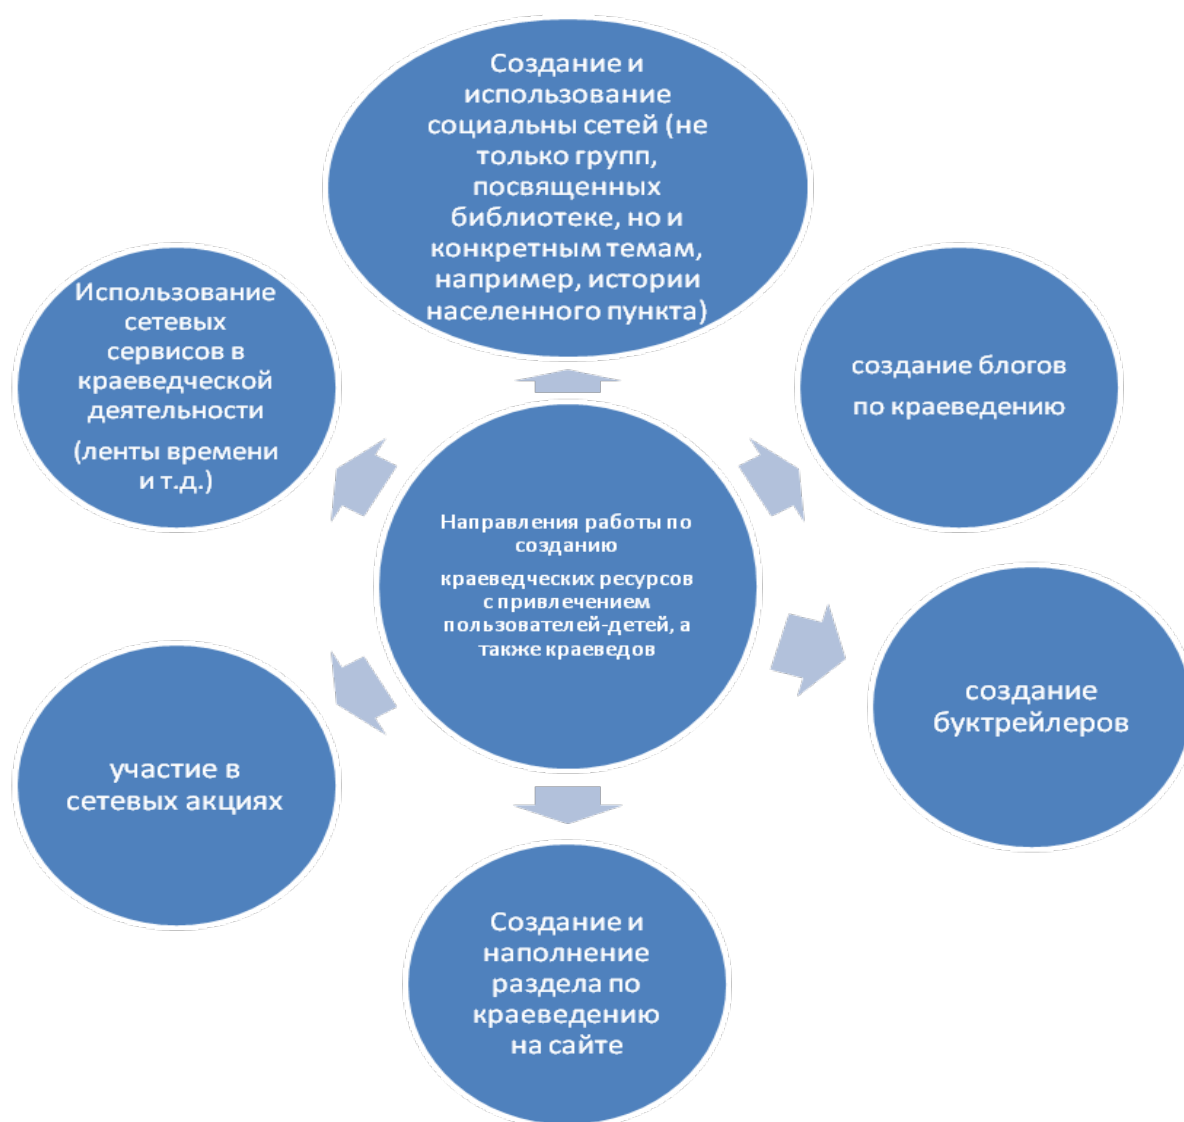 Создание и
использование
социальны сетей (не
только групп,
посвященных
библиотеке, но и
конкретным темам,
например, истории
населенного пункта)
Использование
сетевых
сервисов в
краеведческой
деятельности
(ленты времени
и т.д.)
создание блогов
по краеведению
Направления работы по
созданию
краеведческих ресурсов
с привлечением
пользователей-детей, а
также краеведов
создание
буктрейлеров
участие в
сетевых акциях
Создание и
наполнение
раздела по
краеведению
на сайте